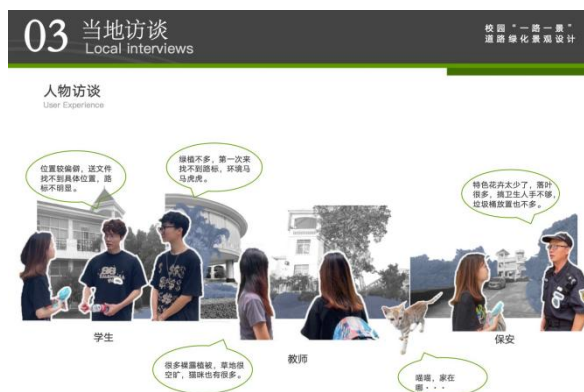 03
当地访谈
Local interviews
校园“一路一景”
道路绿化景观设计
人物访谈
User Experience
位置较偏僻，送文件
找不到具体位置，路
标不明显。
绿植不多，第一次来
找不到路标，环境马
马虎虎。
特色花卉太少了，落叶
很多，搞卫生人手不够，
垃圾桶放置也不多。
学生
教师
保安
很多裸露植被，草地很
空旷，猫咪也有很多。
喵喵，家在
哪・・・